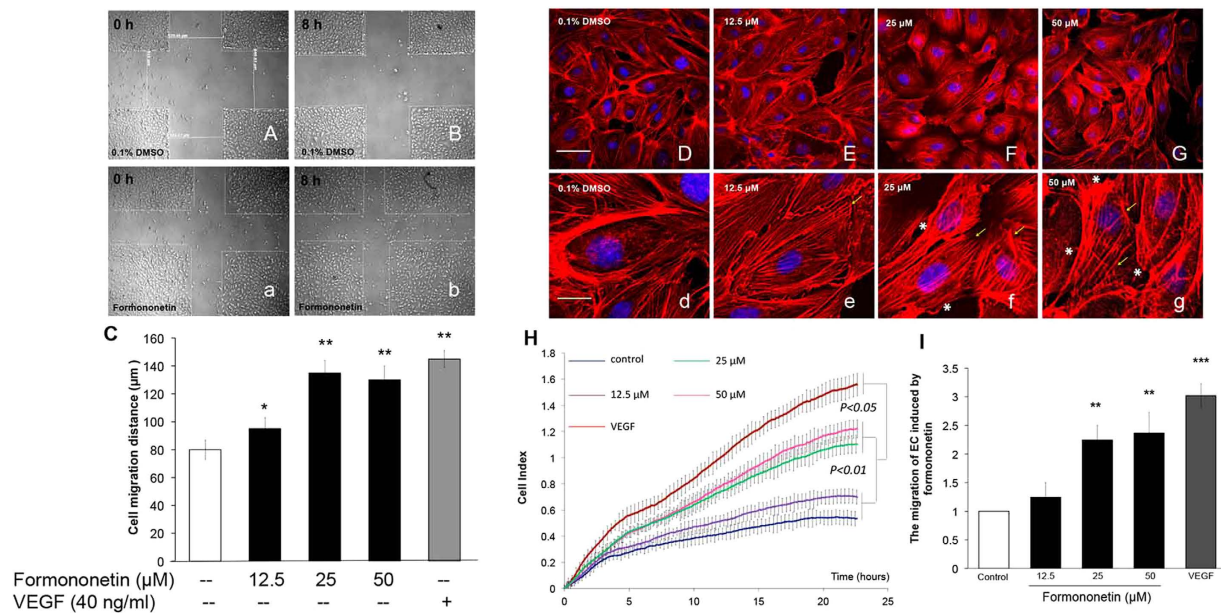 0 h
A
0.1% DMSO
8 h
B
0.1% DMSO
0 h
a
Formononetin
8 h
b
Formononetin
0.1% DMSO
D
12.5 µM
E
25 µM
F
50 µM
G
0.1% DMSO
d
12.5 µM
e
25 µM
*
*
f
50 µM
*
*
*
g
C
Cell migration distance (µm )
160
140
120
100
80
60
40
20
0
*
**
**
**
Formononetin (µM) -- 12.5 25 50 --
VEGF (40 ng/ml) -- -- -- -- +
H
Cell Index
1.8
1.6
1.4
1.2
1
0.8
0.6
0.4
0.2
0
control
25 µM
12.5 µM
50 µM
VEGF
P<0.05
P<0.01
Time (hours)
0 5 10 15 20 25
I
The migration of EC induced by
formononetin
3.5
3
2.5
2
1.5
1
0.5
0
**
**
***
Control 12.5 25 50 VEGF
Formononetin (µM)